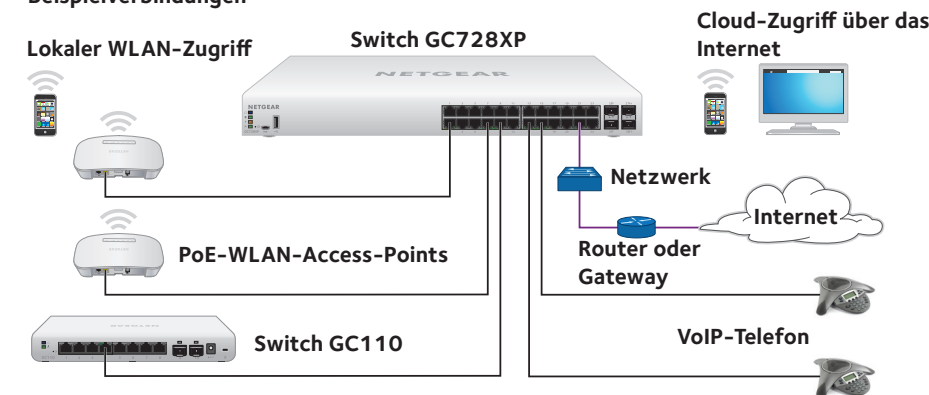 Beispielverbindungen
Lokaler WLAN-Zugriff
Switch GC728XP
Cloud-Zugriff über das
Internet
NETGEAR
NETGEAR
Netzwerk
Internet
Router oder
Gateway
PoE-WLAN-Access-Points
Switch GC110
VoIP-Telefon